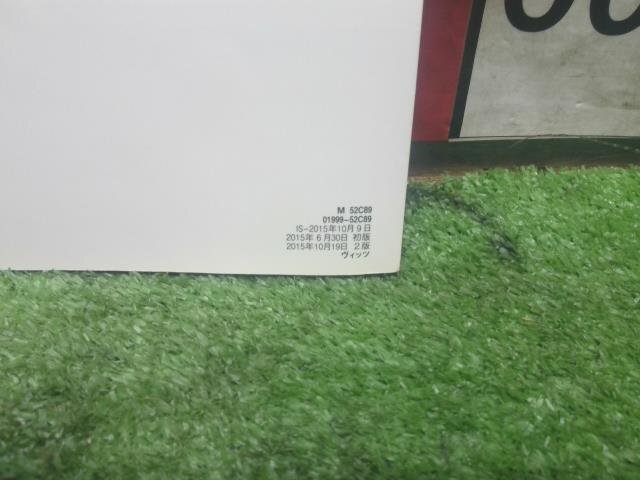 M 52C89
01999-52C89
IS-2015年10月9日
2015年6月30日 初版
2015年10月19日 2版
ヴィッツ